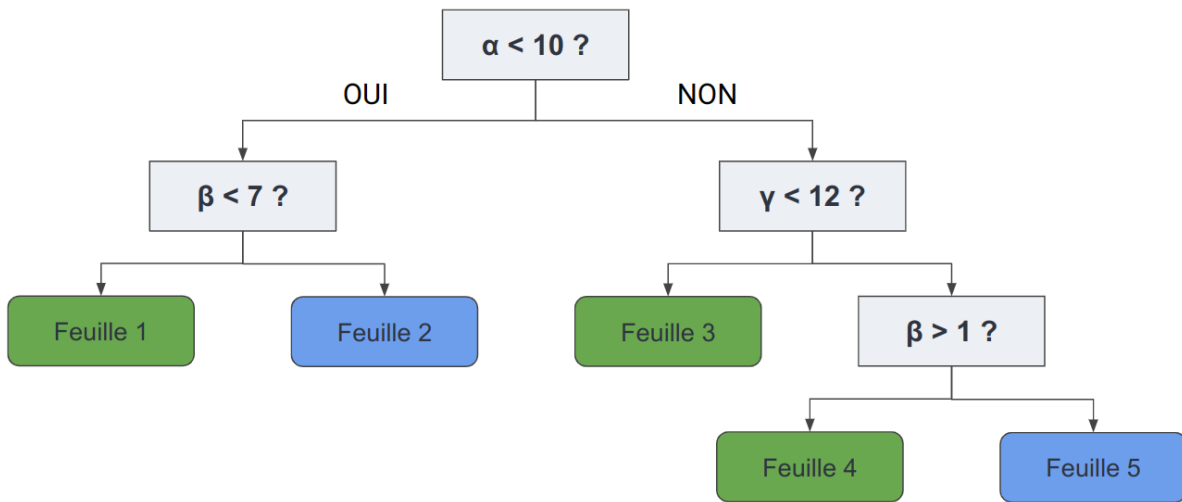 α < 10 ?
OUI
NON
β < 7 ?
γ < 12 ?
Feuille 1
Feuille 2
Feuille 3
β > 1 ?
Feuille 4
Feuille 5